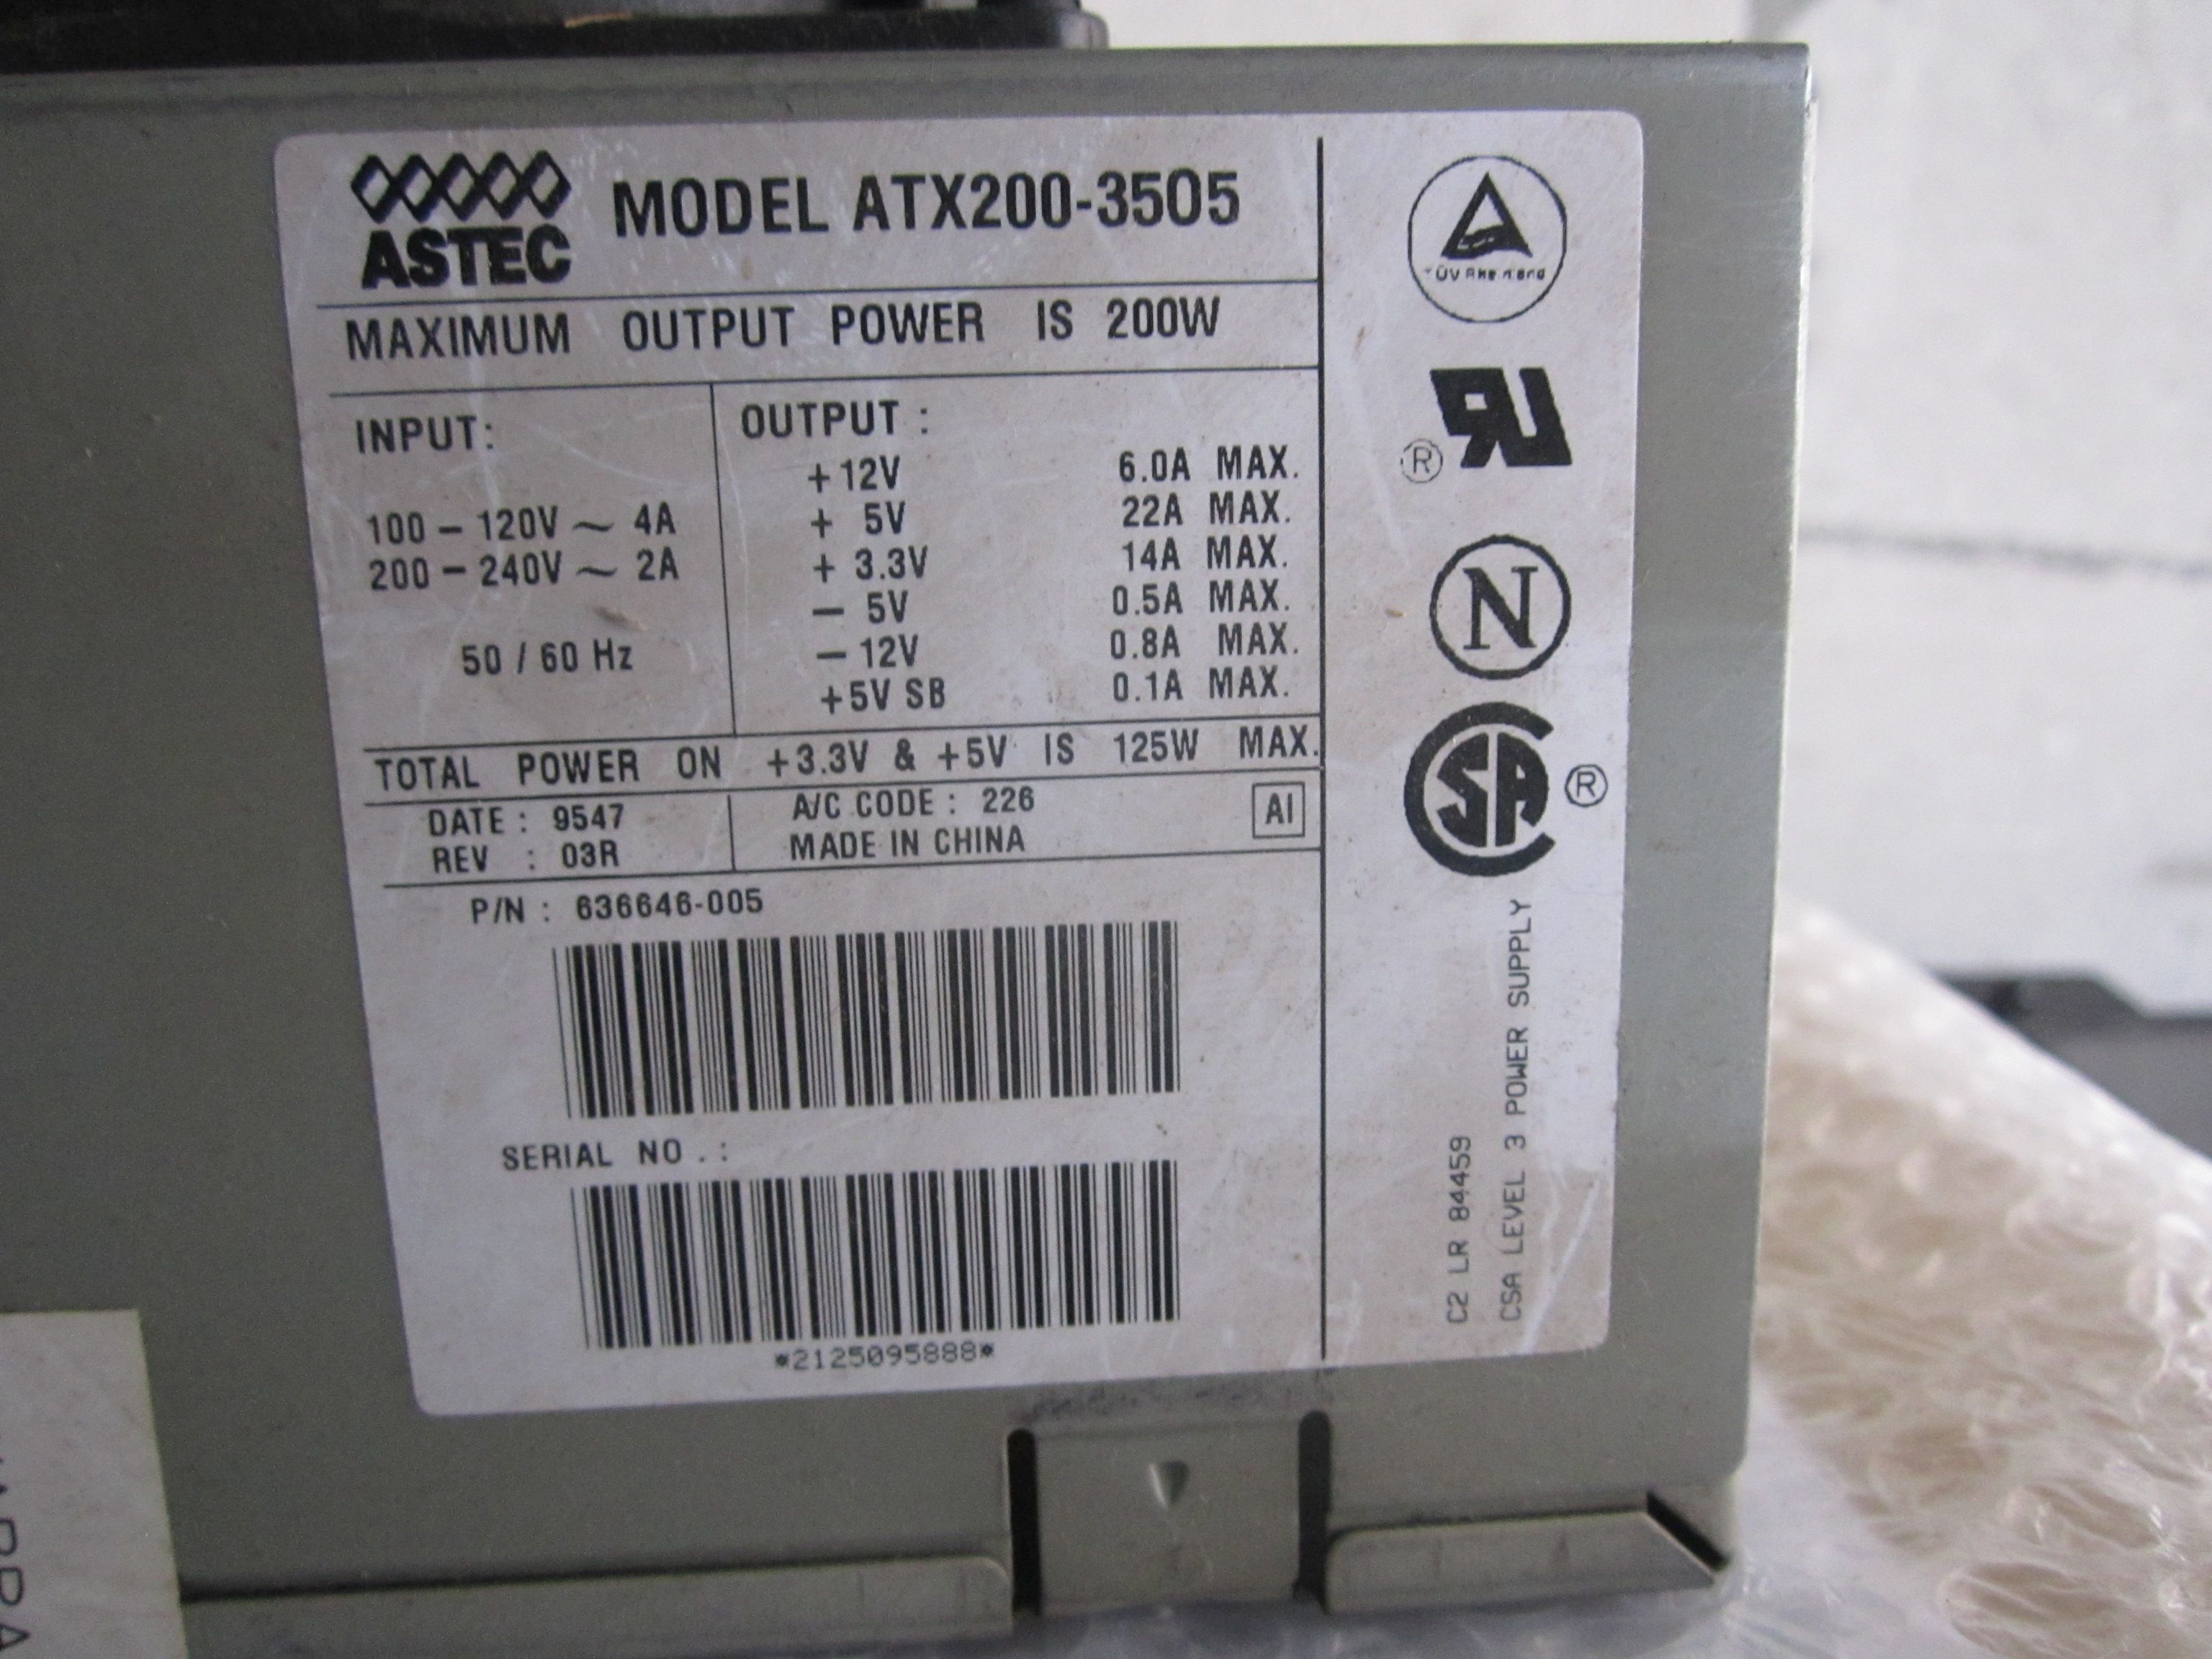 ASTEC
MODEL ATX200-3505
MAXIMUM OUTPUT POWER IS 200W
INPUT:
100 - 120V ~ 4A
200 - 240V ~ 2A
50 / 60 Hz
OUTPUT :
+ 12V 6.0A MAX.
+ 5V 22A MAX.
+ 3.3V 14A MAX.
- 5V 0.5A MAX.
- 12V 0.8A MAX.
+5V SB 0.1A MAX.
TOTAL POWER ON +3.3V & +5V IS 125W MAX.
DATE : 9547
REV : 03R
A/C CODE : 226
MADE IN CHINA
AI
P/N : 636646-005
SERIAL NO . :
*2125095888*
TÜV Rheinland
®
N
SA ®
C2 LR 84459
CSA LEVEL 3 POWER SUPPLY